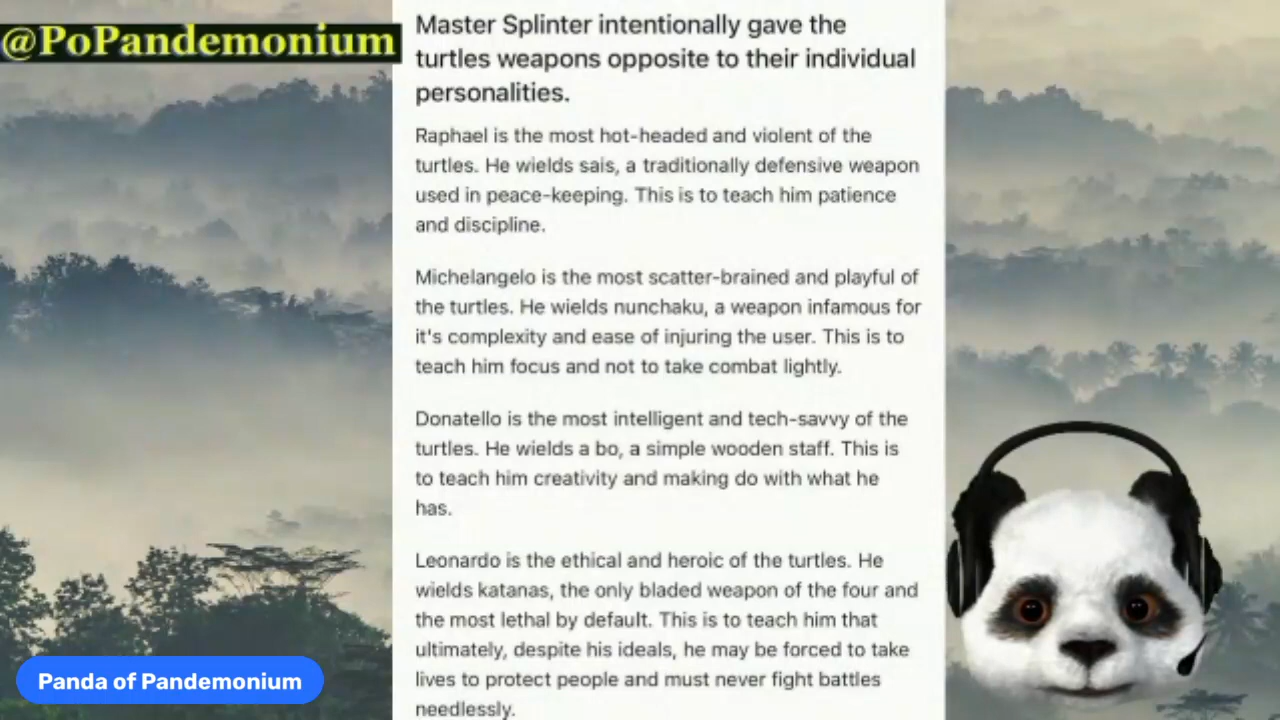 @PoPandemonium
Master Splinter intentionally gave the
turtles weapons opposite to their individual
personalities.
Raphael is the most hot-headed and violent of the
turtles. He wields sais, a traditionally defensive weapon
used in peace-keeping. This is to teach him patience
and discipline.
Michelangelo is the most scatter-brained and playful of
the turtles. He wields nunchaku, a weapon infamous for
it's complexity and ease of injuring the user. This is to
teach him focus and not to take combat lightly.
Donatello is the most intelligent and tech-savvy of the
turtles. He wields a bo, a simple wooden staff. This is
to teach him creativity and making do with what he
has.
Leonardo is the ethical and heroic of the turtles. He
wields katanas, the only bladed weapon of the four and
the most lethal by default. This is to teach him that
ultimately, despite his ideals, he may be forced to take
lives to protect people and must never fight battles
needlessly.
Panda of Pandemonium